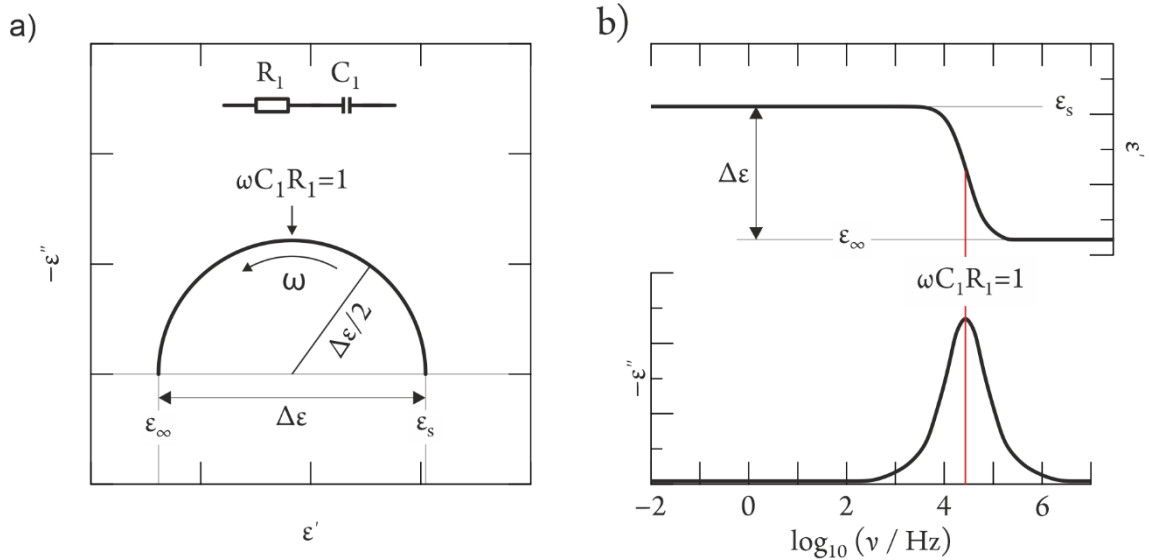 a)
R₁ C₁
ωC₁R₁=1
ω
Δε/2
-ε"
ε∞ Δε εₛ
ε'
b)
εₛ
ε'
Δε
ε∞
ωC₁R₁=1
-ε"
−2 0 2 4 6
log₁₀ (ν / Hz)